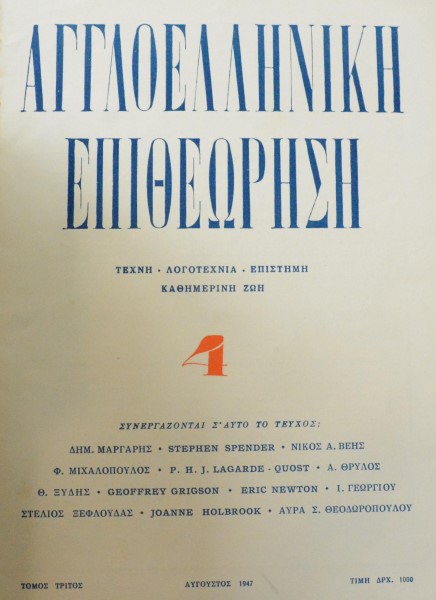 ΑΓΓΛΟΕΛΛΗΝΙΚΗ
ΕΠΙΘΕΩΡΗΣΗ
ΤΕΧΝΗ · ΛΟΓΟΤΕΧΝΙΑ · ΕΠΙΣΤΗΜΗ
ΚΑΘΗΜΕΡΙΝΗ ΖΩΗ
4
ΣΥΝΕΡΓΑΖΟΝΤΑΙ Σ'ΑΥΤΟ ΤΟ ΤΕΥΧΟΣ:
ΔΗΜ. ΜΑΡΓΑΡΗΣ • STEPHEN SPENDER • ΝΙΚΟΣ Α. ΒΕΗΣ
Φ. ΜΙΧΑΛΟΠΟΥΛΟΣ • P. H. J. LAGARDE - QUOST • Α. ΘΡΥΛΟΣ
Θ. ΞΥΔΗΣ • GEOFFREY GRIGSON • ERIC NEWTON • Ι. ΓΕΩΡΓΙΟΥ
ΣΤΕΛΙΟΣ ΞΕΦΛΟΥΔΑΣ • JOANNE HOLBROOK • ΑΥΡΑ Σ. ΘΕΟΔΩΡΟΠΟΥΛΟΥ
ΤΟΜΟΣ ΤΡΙΤΟΣ ΑΥΓΟΥΣΤΟΣ 1947 ΤΙΜΗ ΔΡΧ. 1000